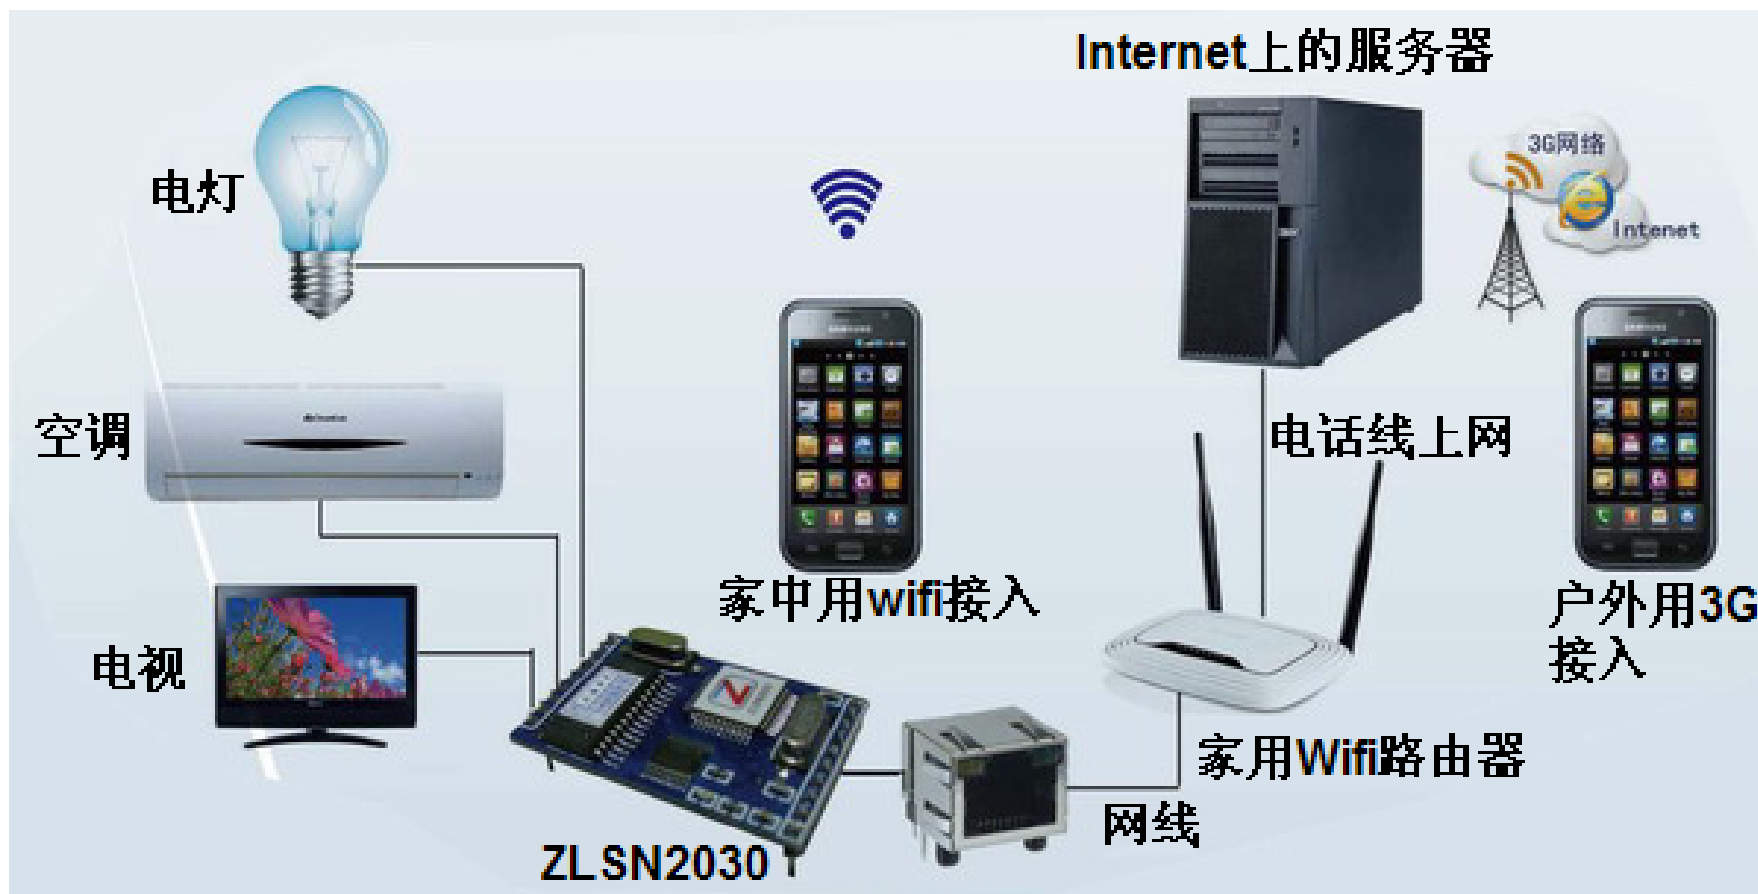 Internet上的服务器
3G网络
Intenet
电灯
空调
电话线上网
家中用wifi接入
户外用3G
接入
电视
家用Wifi路由器
网线
ZLSN2030
SAMSUNG
SAMSUNG
Z